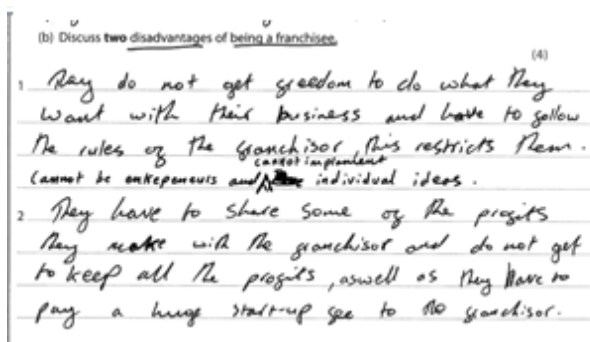 (b) Discuss two disadvantages of being a franchisee.
(4)
1 They do not get freedom to do what they
want with their business and have to follow
the rules of the franchisor, this restricts them.
cannot implement
Cannot be entrepeneurs and individual ideas.
2 They have to share some of the profits
they make with the franchisor and do not get
to keep all the profits, aswell as they have to
pay a huge start-up fee to the franchisor.